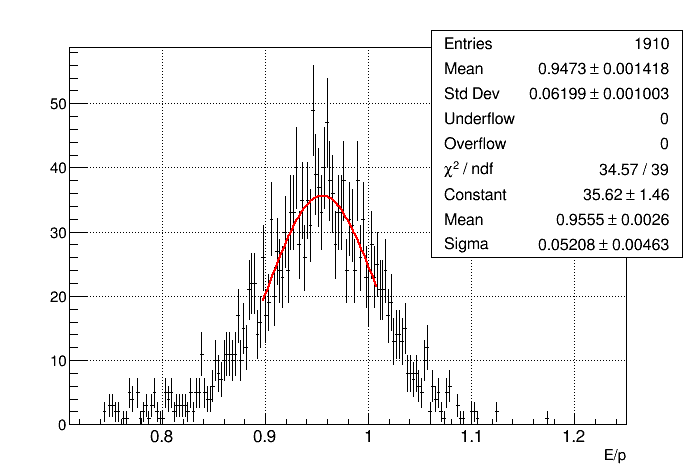 Entries 1910
Mean 0.9473 ± 0.001418
Std Dev 0.06199 ± 0.001003
Underflow 0
Overflow 0
χ² / ndf 34.57 / 39
Constant 35.62 ± 1.46
Mean 0.9555 ± 0.0026
Sigma 0.05208 ± 0.00463
50
40
30
20
10
0
0.8 0.9 1 1.1 1.2
E/p